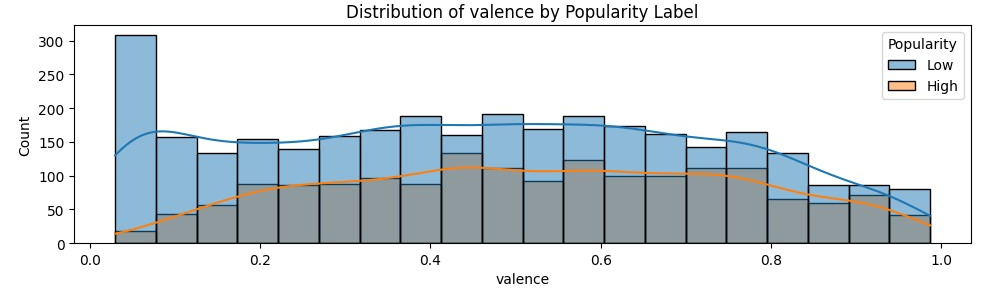 Distribution of valence by Popularity Label
Count
300
250
200
150
100
50
0
0.0 0.2 0.4 0.6 0.8 1.0
valence
Popularity
Low
High